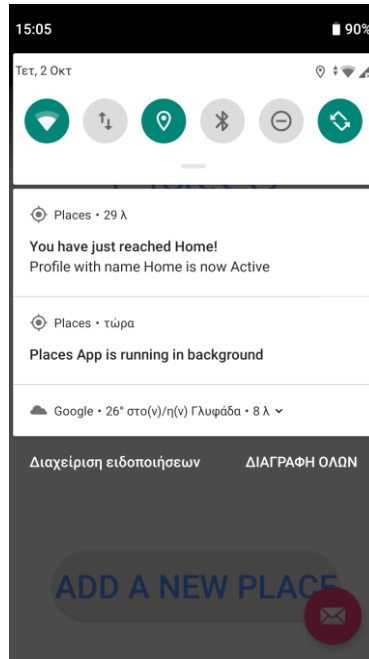 15:05 90%
Τετ, 2 Οκτ
Places • 29 λ
You have just reached Home!
Profile with name Home is now Active
Places • τώρα
Places App is running in background
Google • 26° στο(ν)/η(ν) Γλυφάδα • 8 λ
Διαχείριση ειδοποιήσεων ΔΙΑΓΡΑΦΗ ΟΛΩΝ
ADD A NEW PLACE